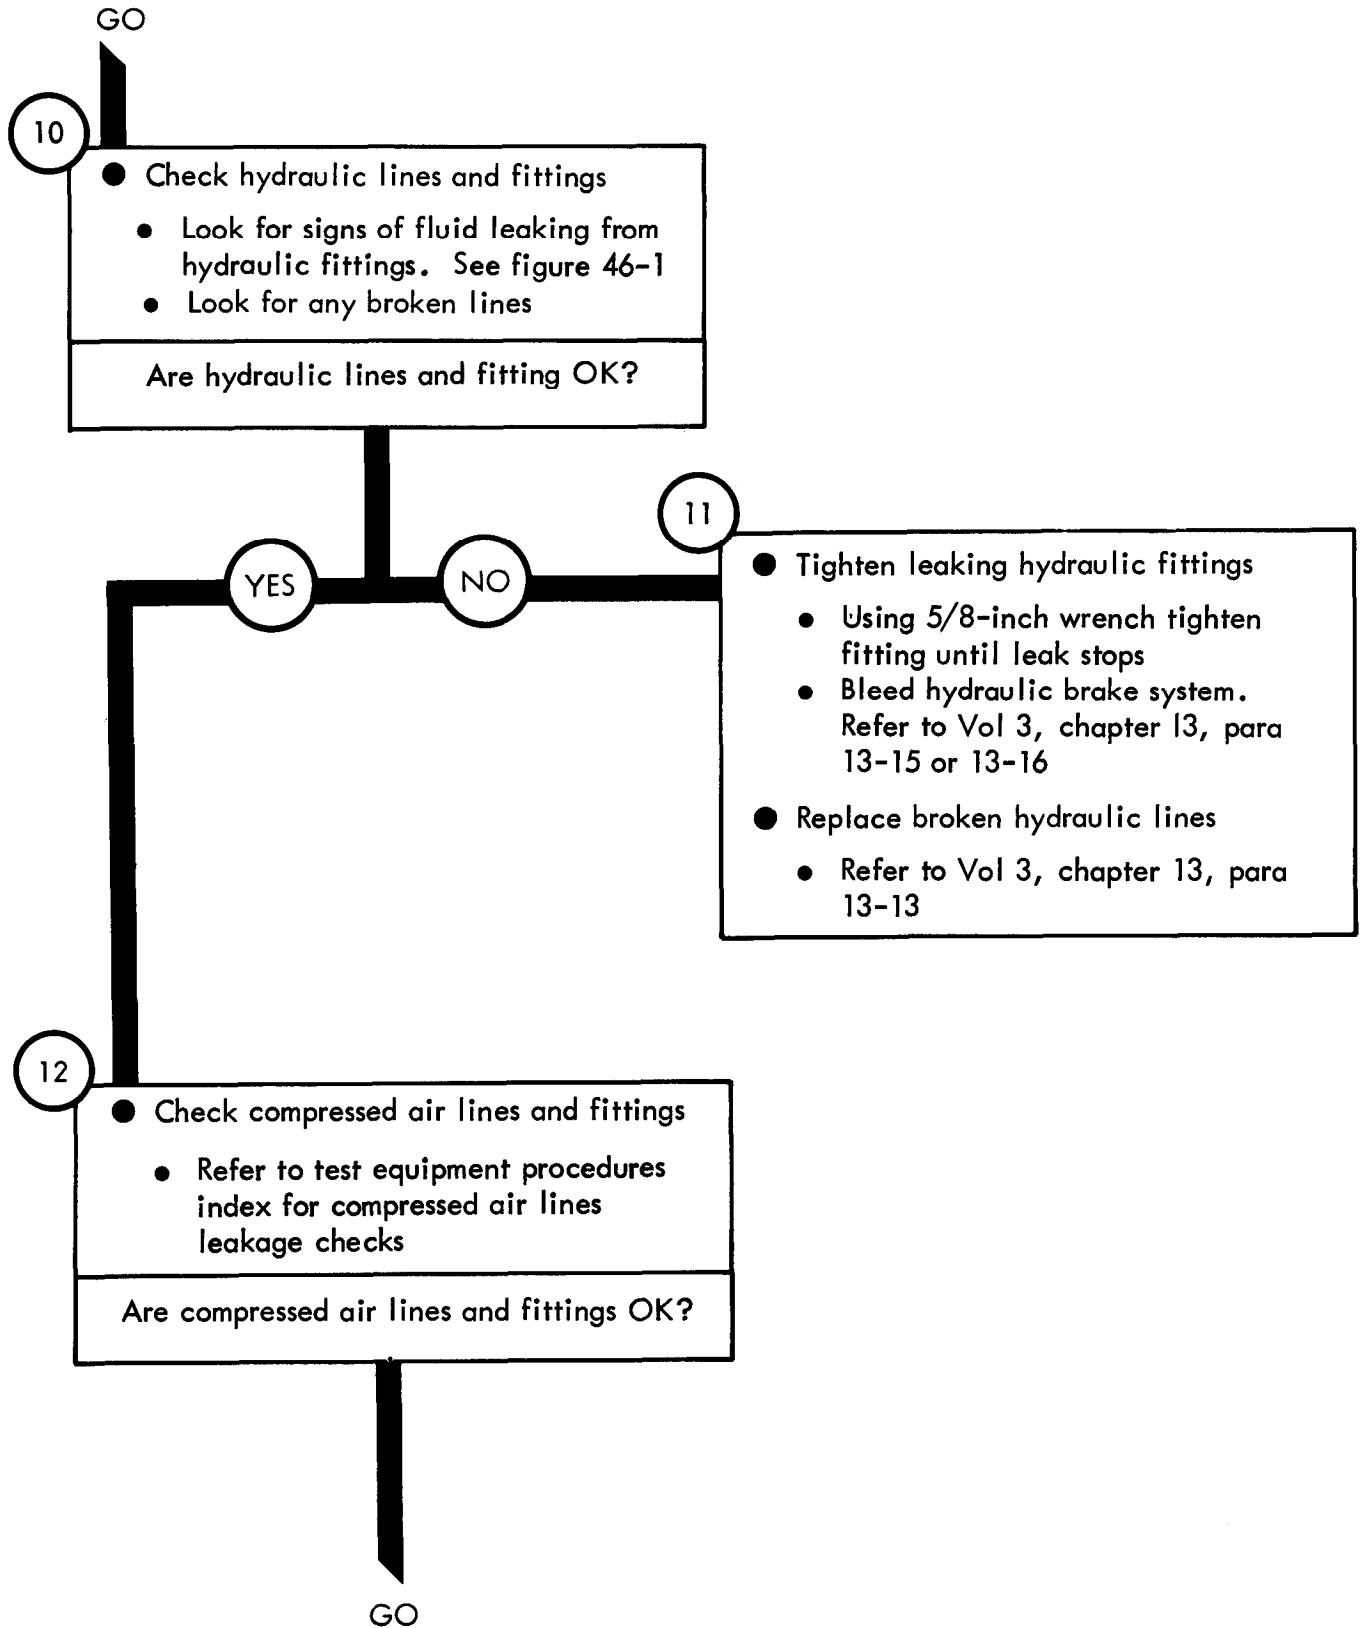 GO
10
● Check hydraulic lines and fittings
● Look for signs of fluid leaking from
hydraulic fittings. See figure 46-1
● Look for any broken lines
Are hydraulic lines and fitting OK?
YES
NO
11
● Tighten leaking hydraulic fittings
● Using 5/8-inch wrench tighten
fitting until leak stops
● Bleed hydraulic brake system.
Refer to Vol 3, chapter 13, para
13-15 or 13-16
● Replace broken hydraulic lines
● Refer to Vol 3, chapter 13, para
13-13
12
● Check compressed air lines and fittings
● Refer to test equipment procedures
index for compressed air lines
leakage checks
Are compressed air lines and fittings OK?
GO